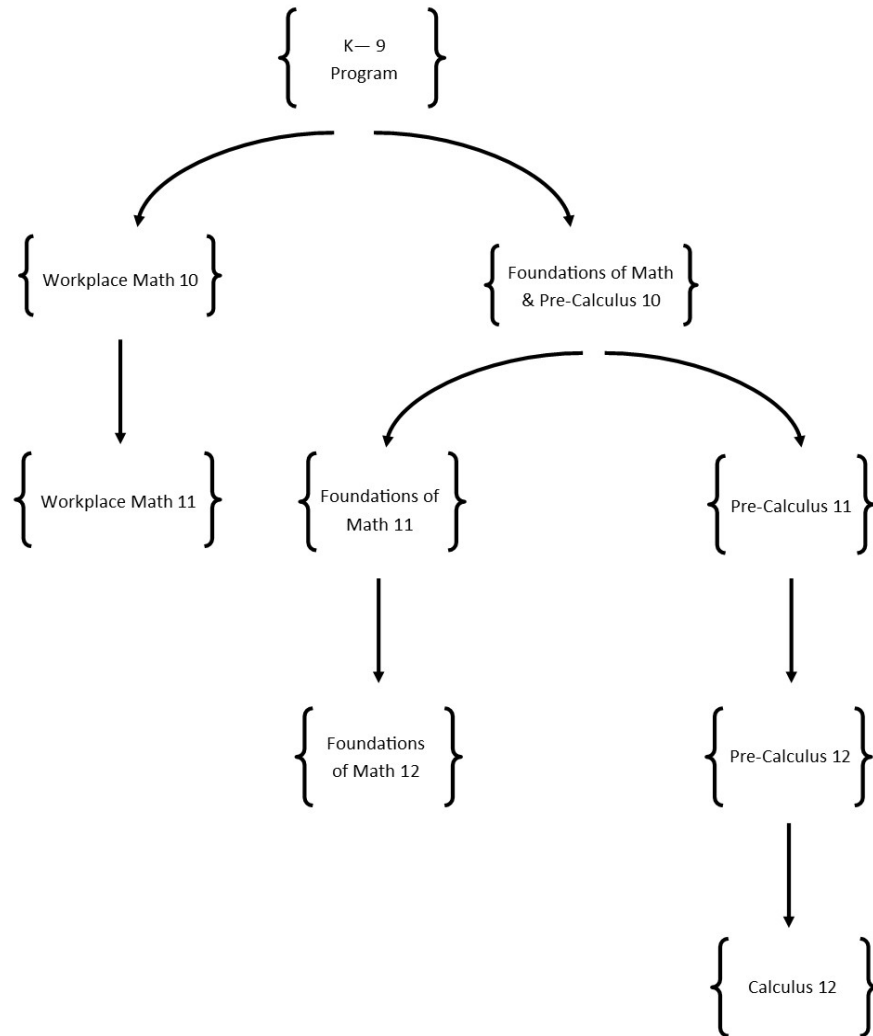 K— 9
Program
Workplace Math 10
Foundations of Math
& Pre-Calculus 10
Workplace Math 11
Foundations of
Math 11
Pre-Calculus 11
Foundations
of Math 12
Pre-Calculus 12
Calculus 12